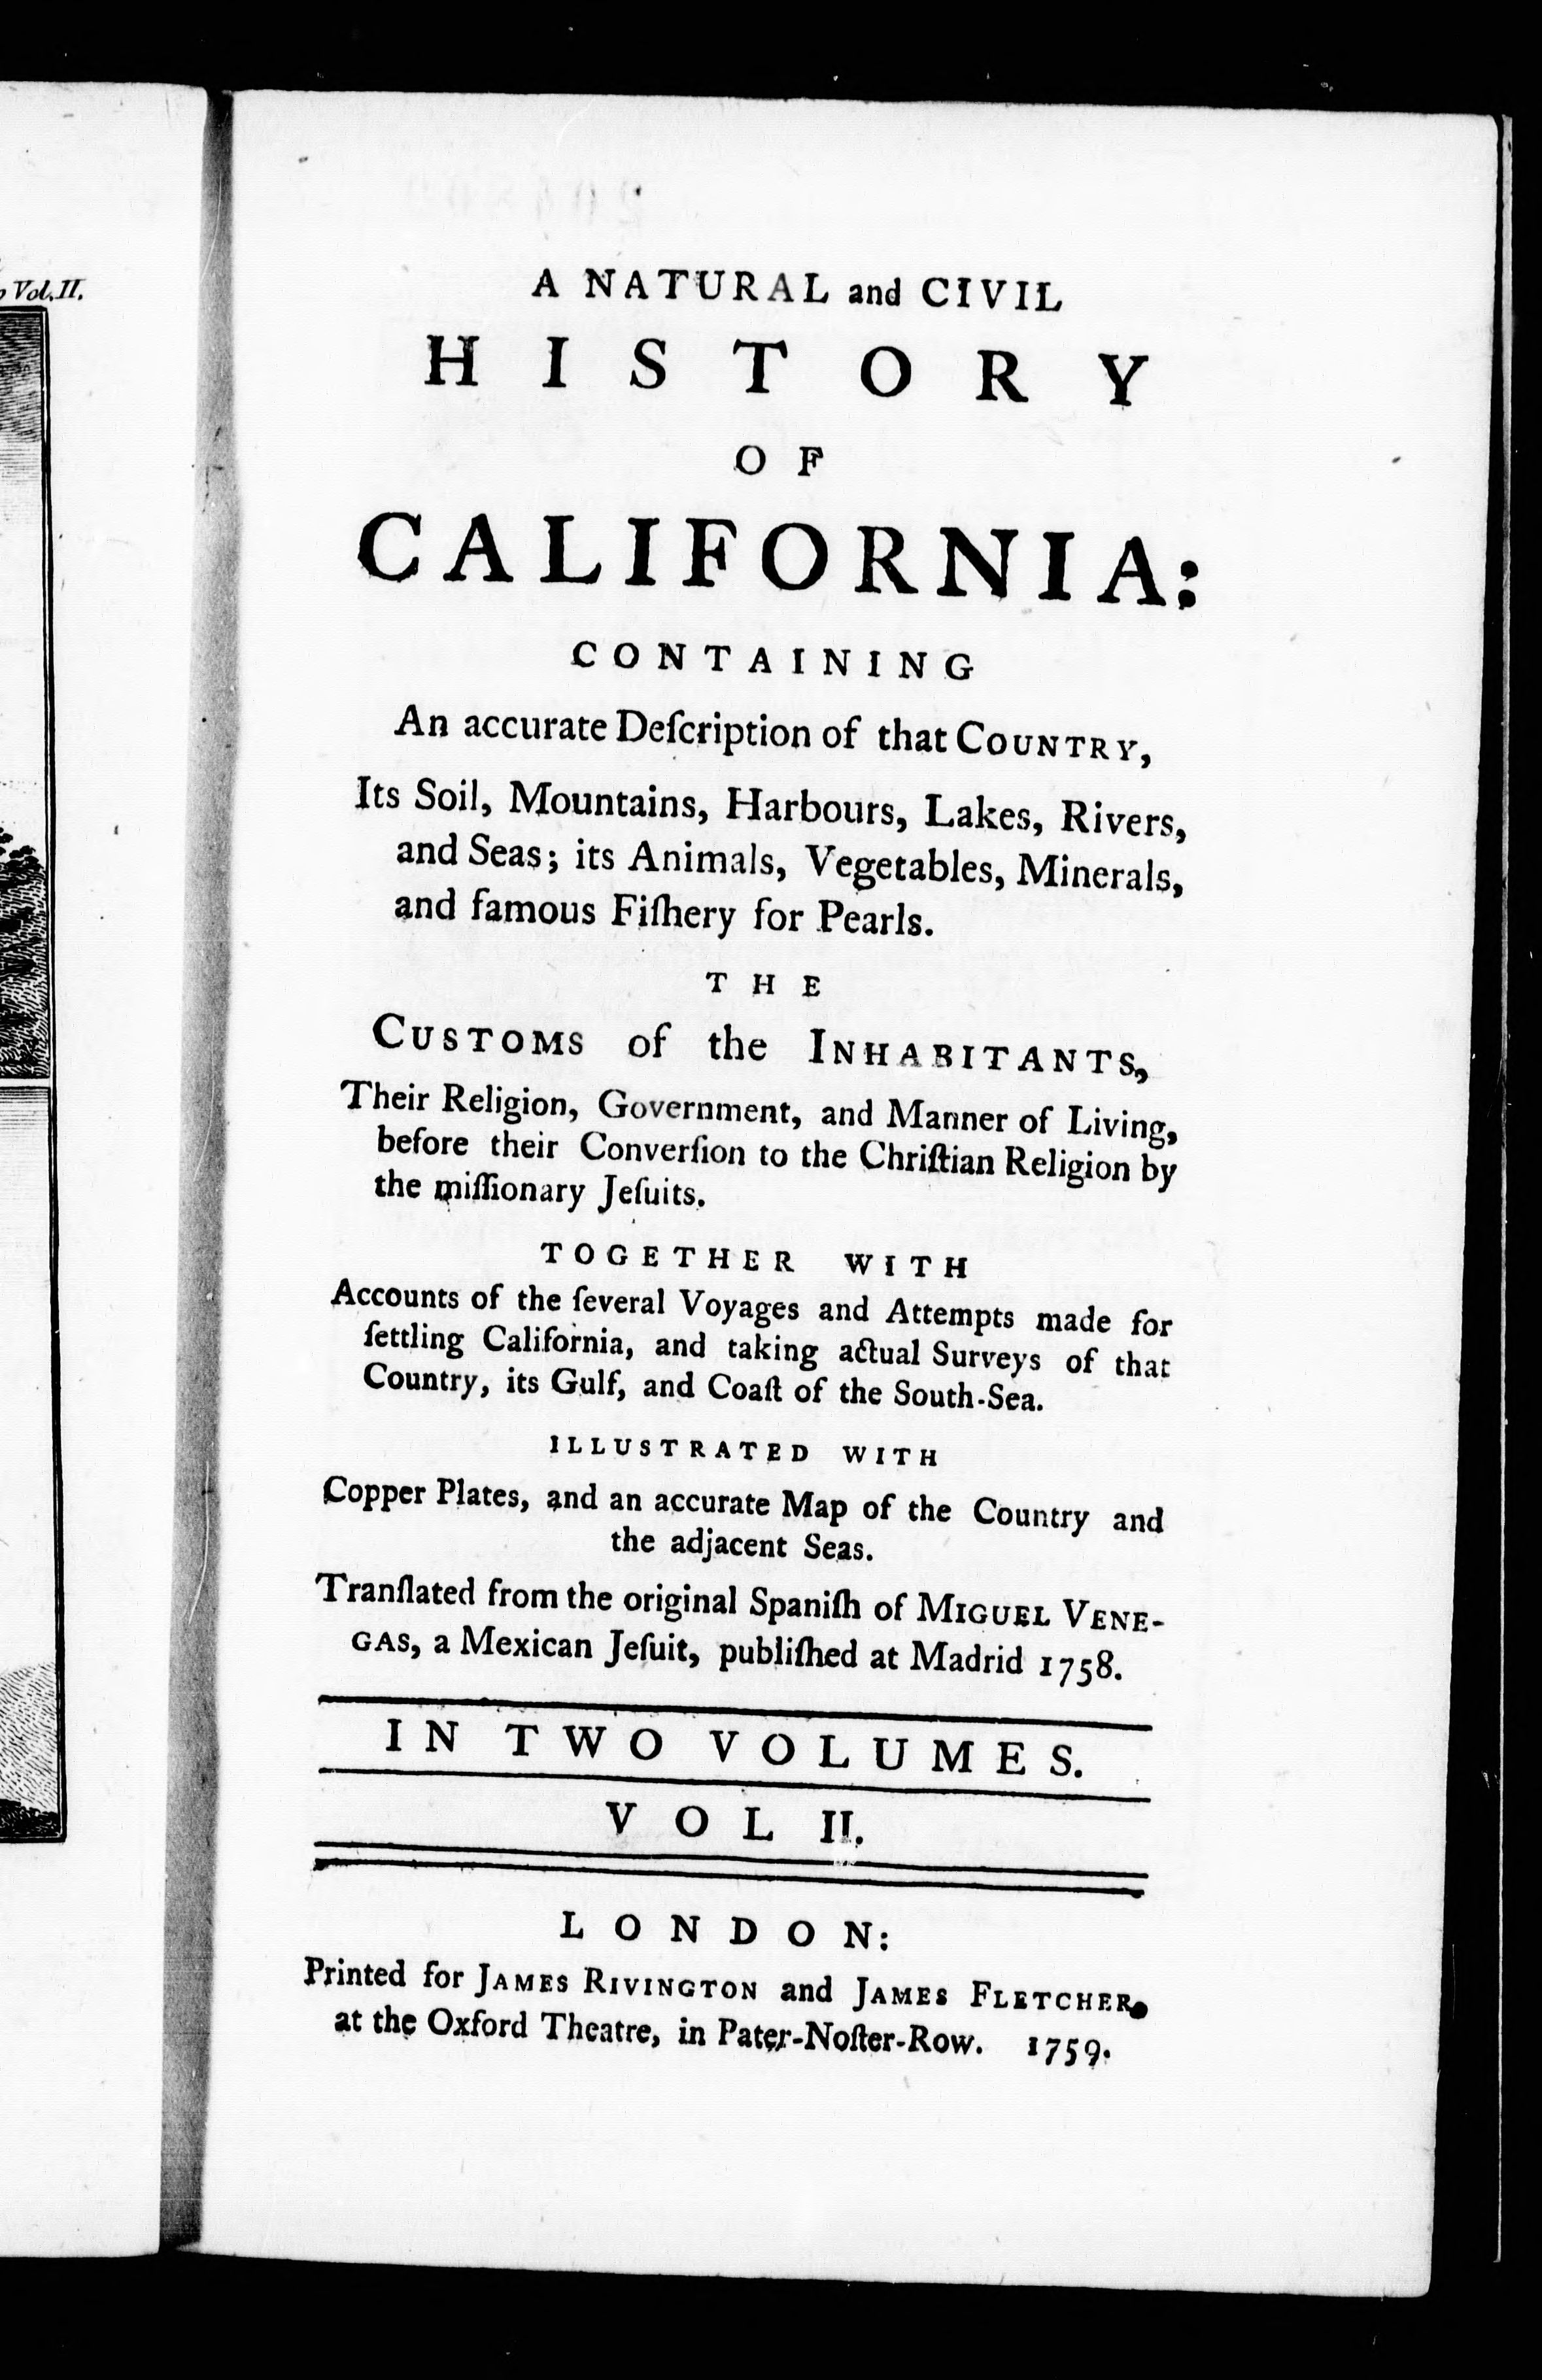 Vol. II.
A NATURAL and CIVIL
HISTORY
OF
CALIFORNIA:
CONTAINING
An accurate Deſcription of that COUNTRY,
Its Soil, Mountains, Harbours, Lakes, Rivers,
and Seas; its Animals, Vegetables, Minerals,
and famous Fiſhery for Pearls.
THE
CUSTOMS of the INHABITANTS,
Their Religion, Government, and Manner of Living,
before their Converſion to the Chriſtian Religion by
the miſſionary Jeſuits.
TOGETHER WITH
Accounts of the ſeveral Voyages and Attempts made for
ſettling California, and taking actual Surveys of that
Country, its Gulf, and Coaſt of the South-Sea.
ILLUSTRATED WITH
Copper Plates, and an accurate Map of the Country and
the adjacent Seas.
Tranſlated from the original Spaniſh of MIGUEL VENE-
GAS, a Mexican Jeſuit, publiſhed at Madrid 1758.
IN TWO VOLUMES.
VOL II.
LONDON:
Printed for JAMES RIVINGTON and JAMES FLETCHER,
at the Oxford Theatre, in Pater-Noſter-Row. 1759.